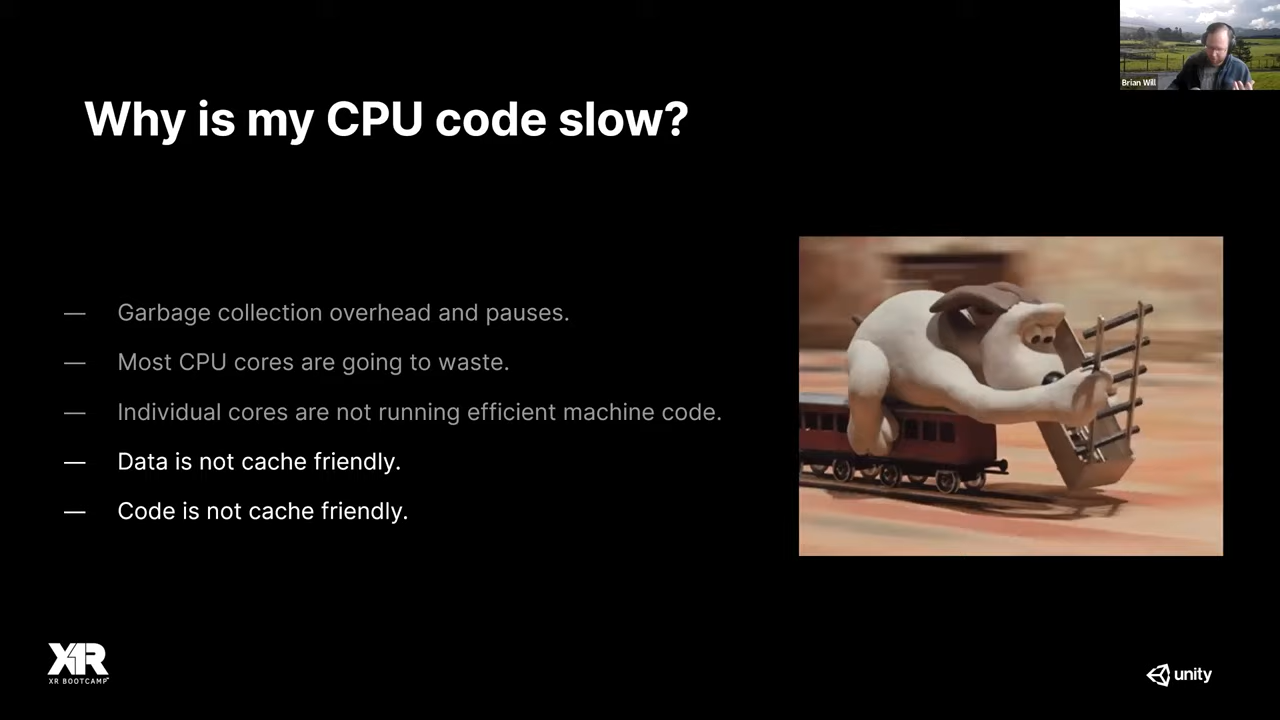 Brian Will
Why is my CPU code slow?
— Garbage collection overhead and pauses.
— Most CPU cores are going to waste.
— Individual cores are not running efficient machine code.
— Data is not cache friendly.
— Code is not cache friendly.
XR
XR BOOTCAMP
unity